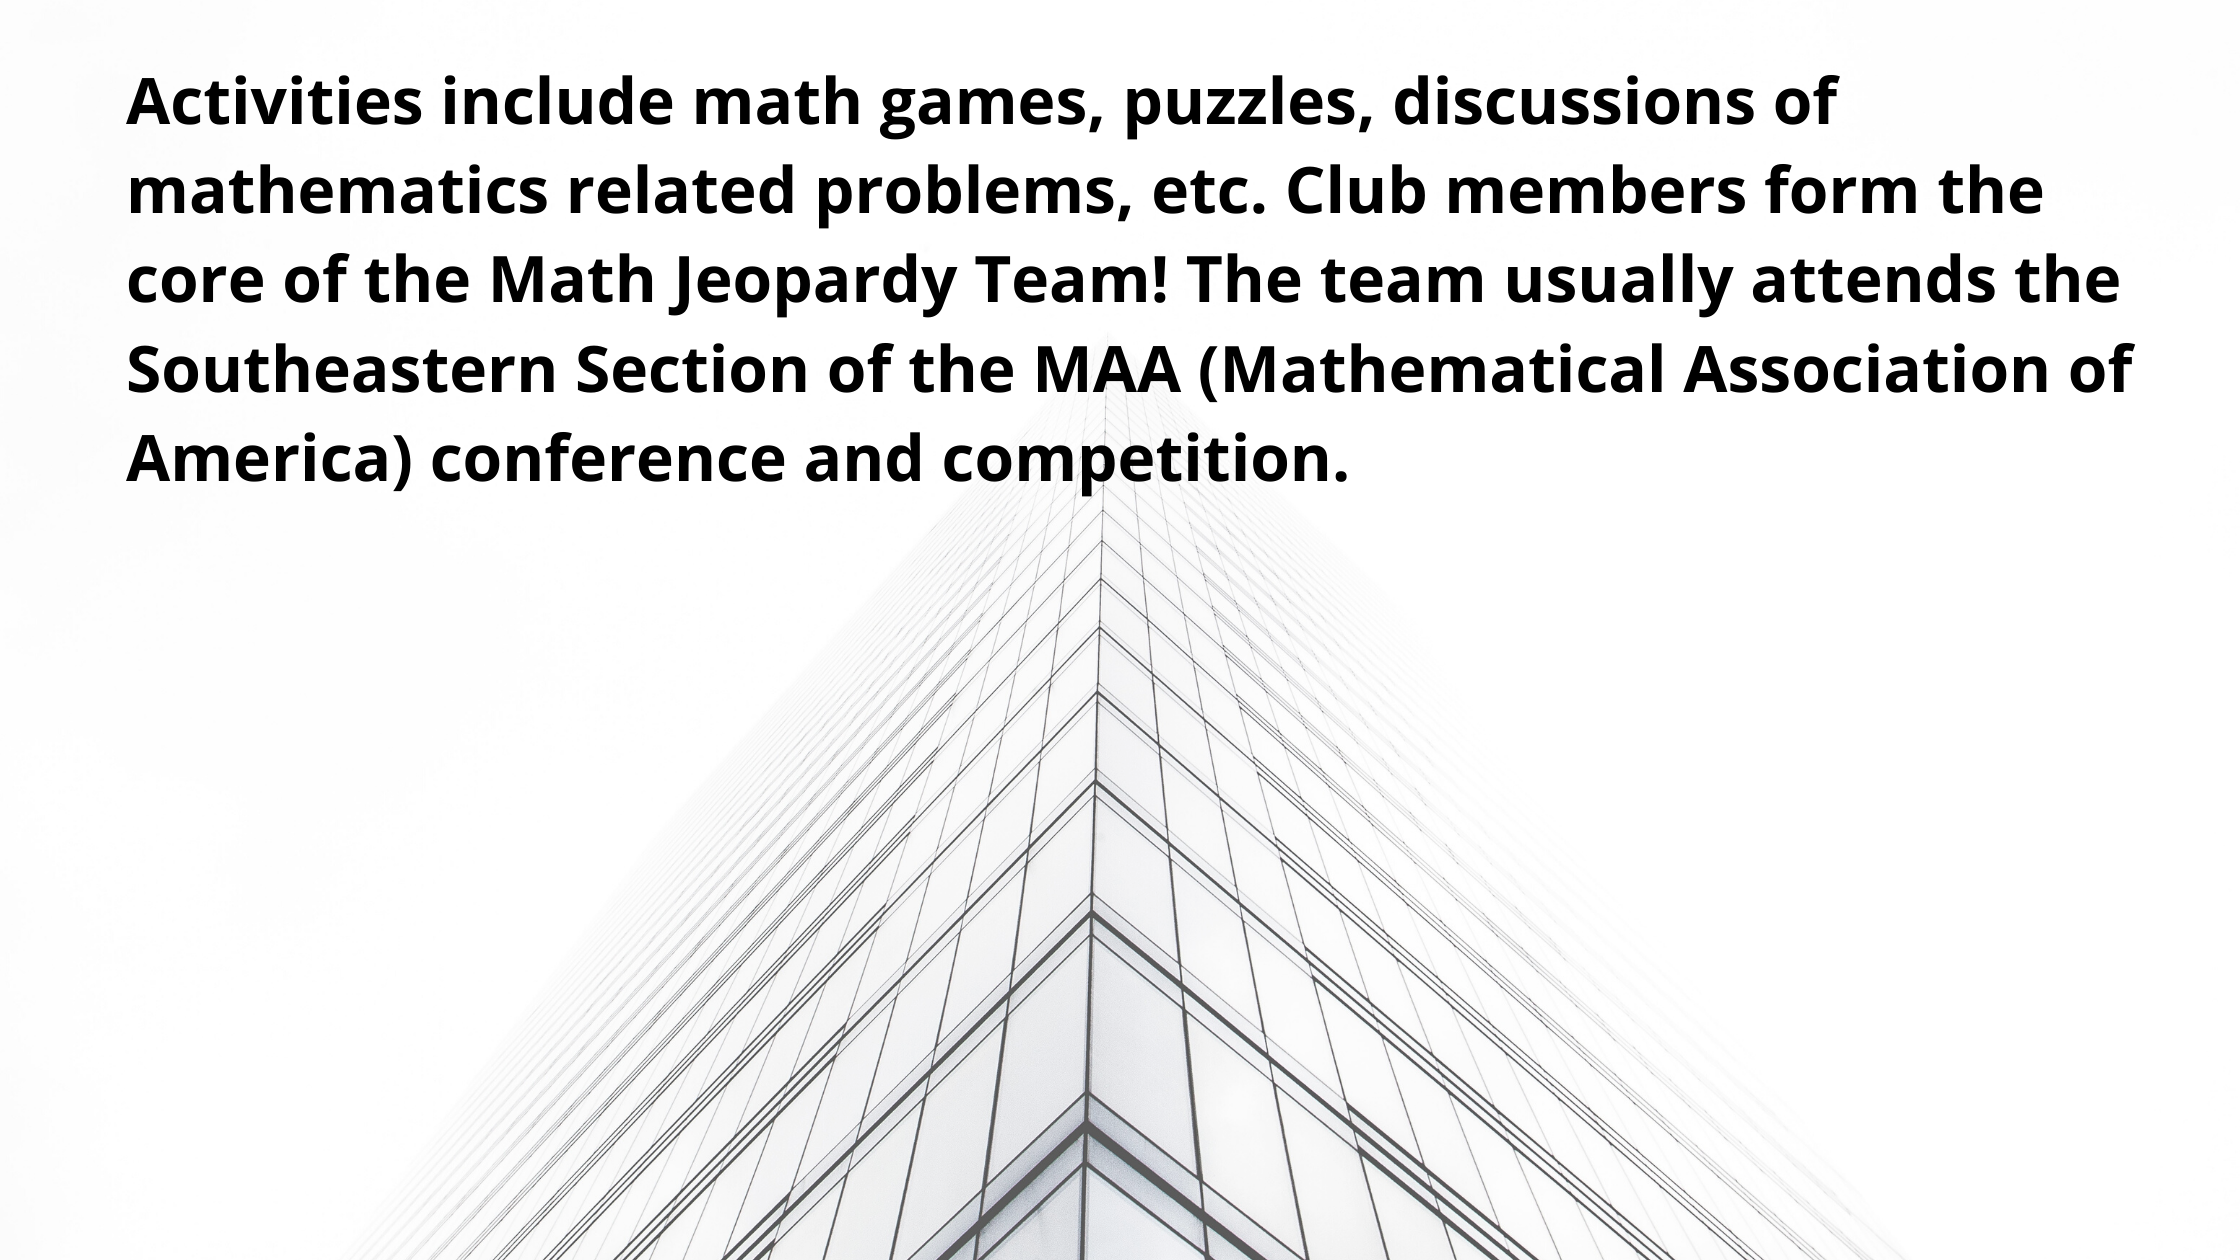 Activities include math games, puzzles, discussions of
mathematics related problems, etc. Club members form the
core of the Math Jeopardy Team! The team usually attends the
Southeastern Section of the MAA (Mathematical Association of
America) conference and competition.